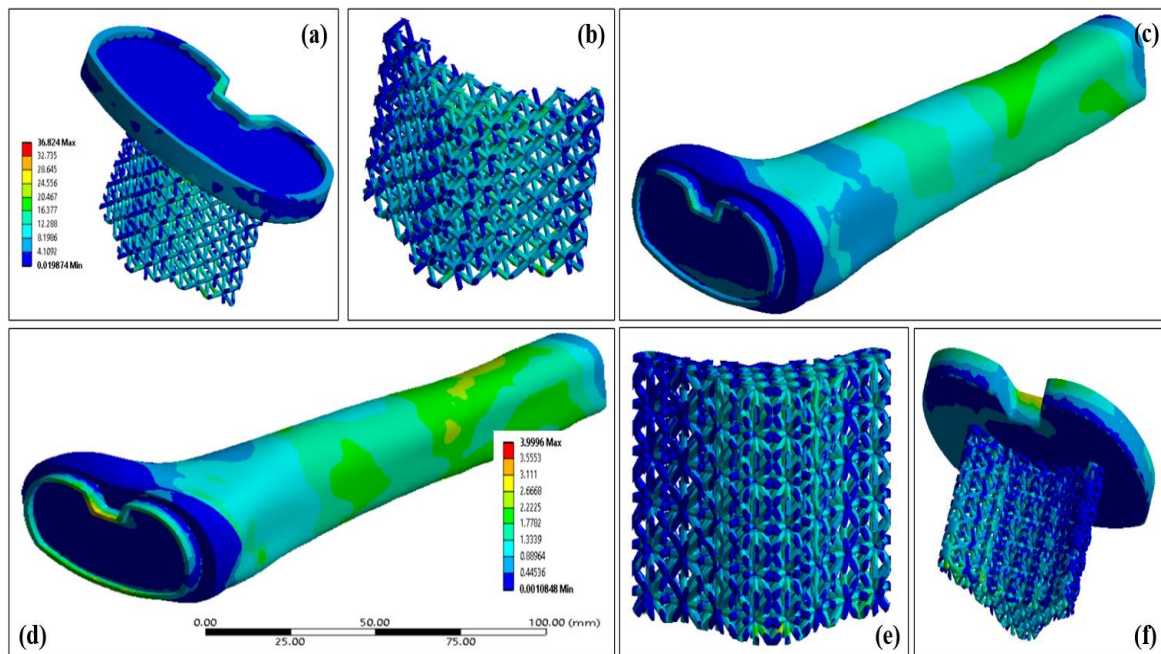 (a)
36.824 Max
32.735
28.645
24.556
20.467
16.377
12.288
8.1986
4.1092
0.019874 Min
(b)
(c)
(d)
3.9996 Max
3.5553
3.111
2.6668
2.2225
1.7782
1.3339
0.88964
0.44536
0.0010848 Min
0.00 50.00 100.00 (mm)
25.00 75.00
(e)
(f)